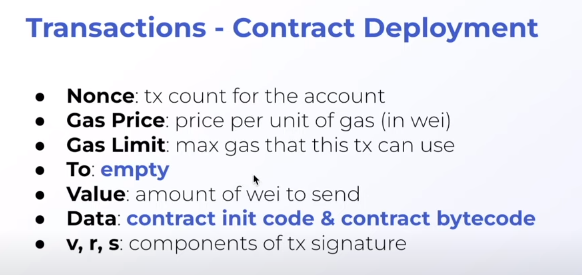 Transactions - Contract Deployment
● Nonce: tx count for the account
● Gas Price: price per unit of gas (in wei)
● Gas Limit: max gas that this tx can use
● To: empty
● Value: amount of wei to send
● Data: contract init code & contract bytecode
● v, r, s: components of tx signature